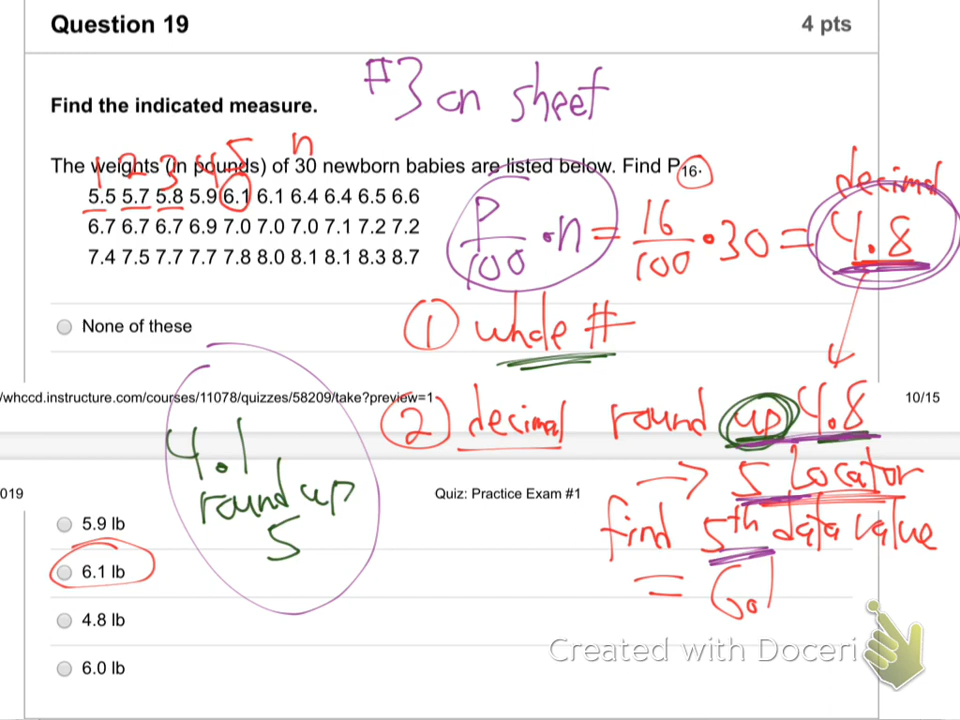 Question 19
4 pts
#3 on sheet
Find the indicated measure.
1 2 3 4 5 n
The weights (in pounds) of 30 newborn babies are listed below. Find P16.
decimal
5.5 5.7 5.8 5.9 6.1 6.1 6.4 6.4 6.5 6.6
6.7 6.7 6.7 6.9 7.0 7.0 7.0 7.1 7.2 7.2
7.4 7.5 7.7 7.7 7.8 8.0 8.1 8.1 8.3 8.7
P/100 • n = 16/100 • 30 = 4.8
① whole #
None of these
/whccd.instructure.com/courses/11078/quizzes/58209/take?preview=1
10/15
② decimal round up 4.8
→ 5 Locator
019
Quiz: Practice Exam #1
find 5th data value
= 6.1
4.1
round up
5
5.9 lb
6.1 lb
4.8 lb
6.0 lb
Created with Doceri